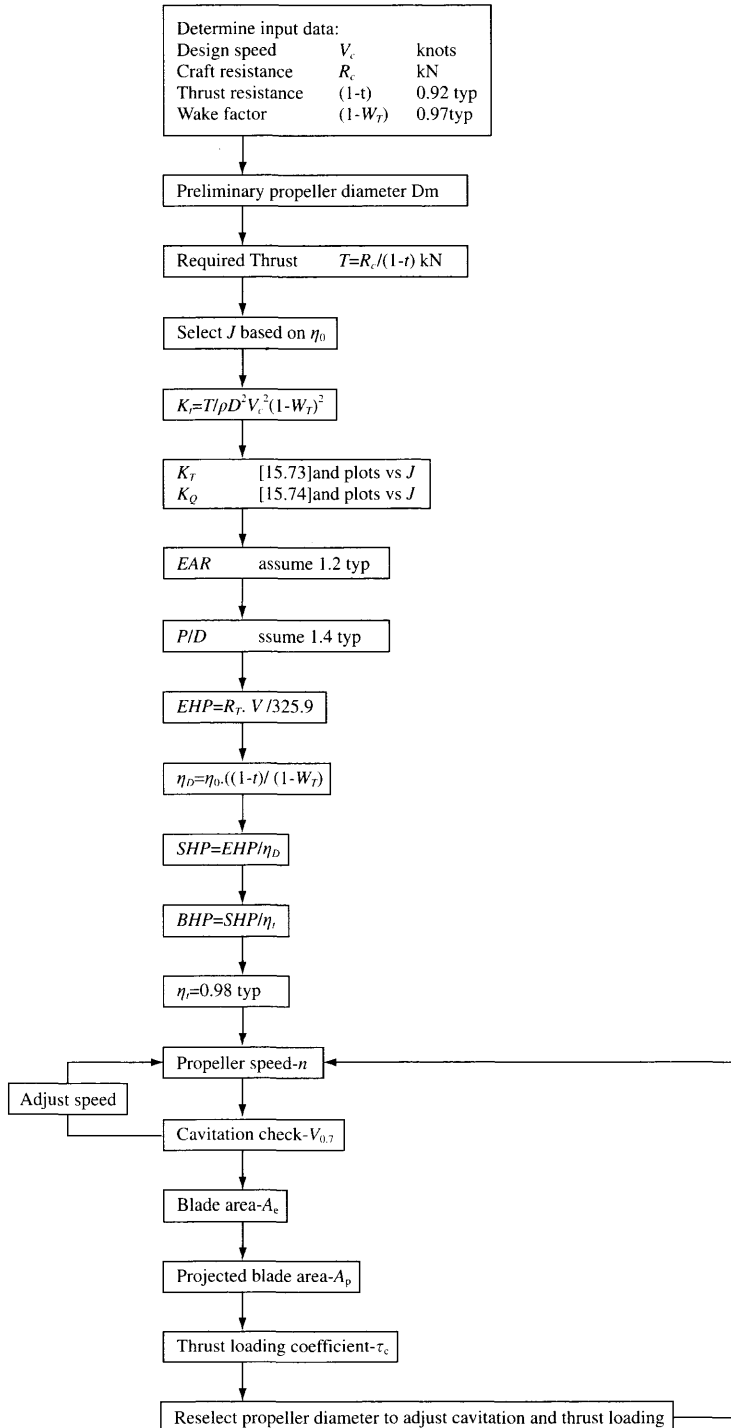 Determine input data:
Design speed V_c knots
Craft resistance R_c kN
Thrust resistance (1-t) 0.92 typ
Wake factor (1-W_T) 0.97typ
Preliminary propeller diameter Dm
Required Thrust T=R_c/(1-t) kN
Select J based on η_0
K_t=T/ρD^2V_c^2(1-W_T)^2
K_T [15.73]and plots vs J
K_Q [15.74]and plots vs J
EAR assume 1.2 typ
P/D ssume 1.4 typ
EHP=R_T. V/325.9
η_D=η_0.((1-t)/ (1-W_T)
SHP=EHP/η_D
BHP=SHP/η_t
η_t=0.98 typ
Propeller speed-n
Adjust speed
Cavitation check-V_0.7
Blade area-A_e
Projected blade area-A_p
Thrust loading coefficient-τ_c
Reselect propeller diameter to adjust cavitation and thrust loading